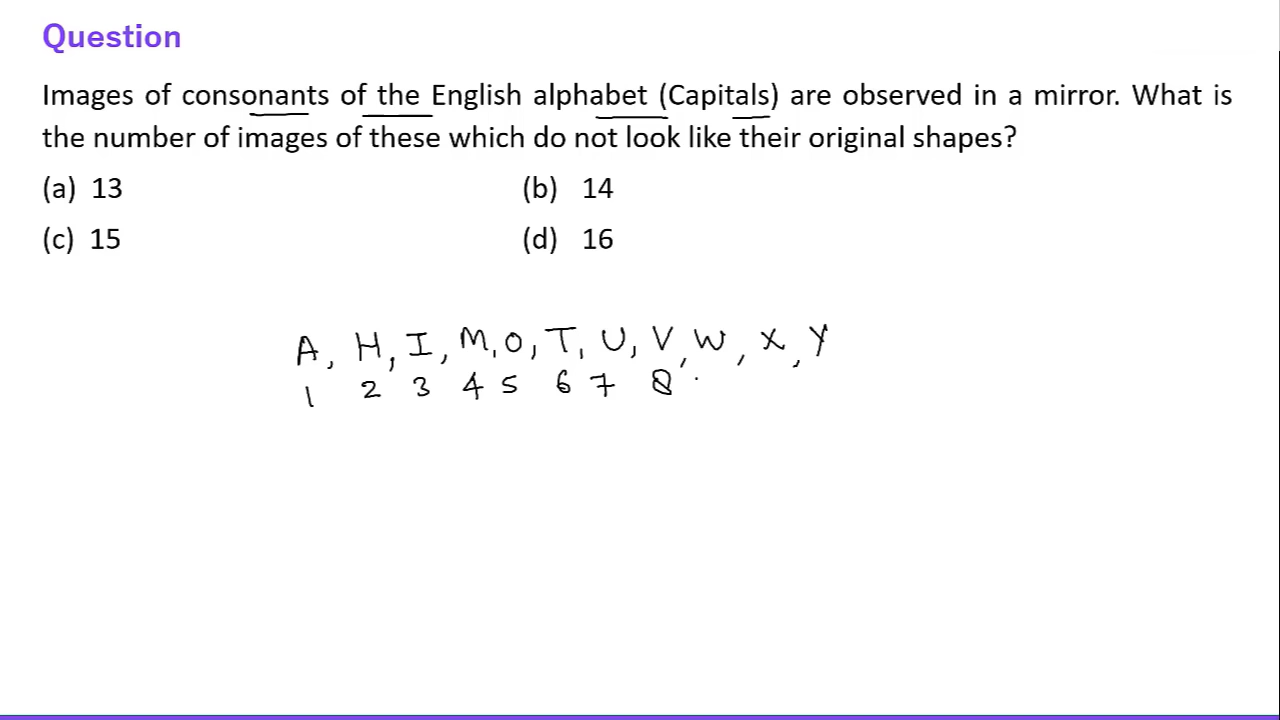 Question
Images of consonants of the English alphabet (Capitals) are observed in a mirror. What is
the number of images of these which do not look like their original shapes?
(a) 13 (b) 14
(c) 15 (d) 16
A, H, I, M, O, T, U, V, W, X, Y
1 2 3 4 5 6 7 8